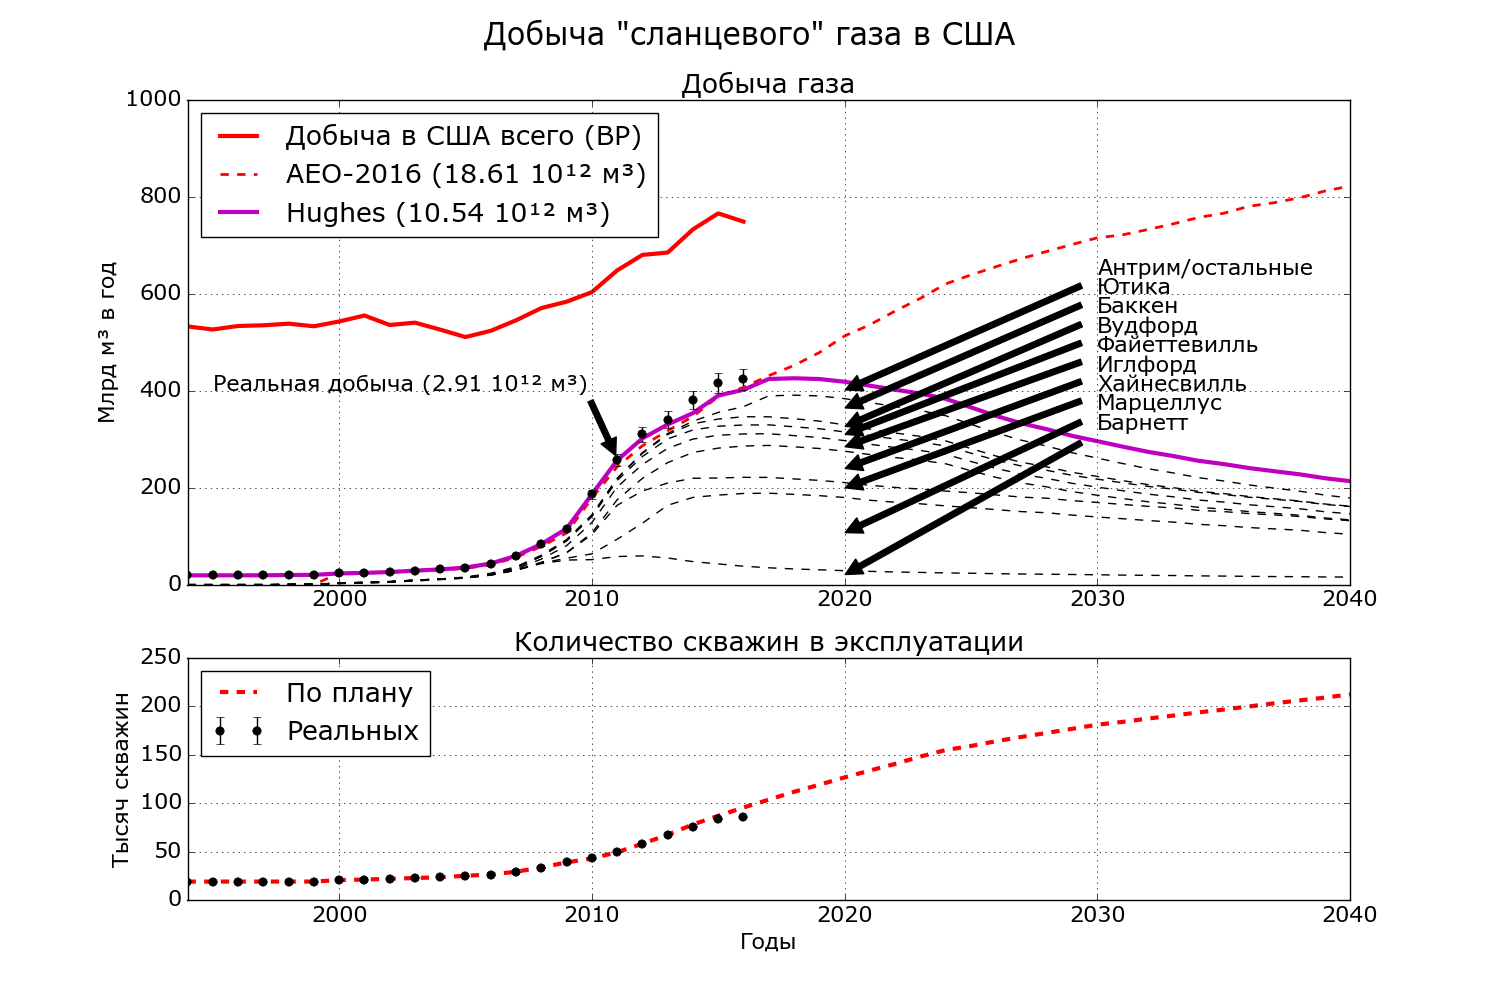 Добыча "сланцевого" газа в США
Добыча газа
1000
800
600
400
200
0
Млрд м³ в год
Добыча в США всего (BP)
AEO-2016 (18.61 10¹² м³)
Hughes (10.54 10¹² м³)
Реальная добыча (2.91 10¹² м³)
Антрим/остальные
Ютика
Баккен
Вудфорд
Файеттевилль
Иглфорд
Хайнесвилль
Марцеллус
Барнетт
2000 2010 2020 2030 2040
Количество скважин в эксплуатации
250
200
150
100
50
0
Тысяч скважин
По плану
Реальных
2000 2010 2020 2030 2040
Годы